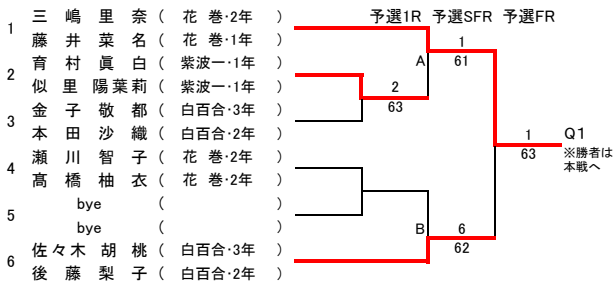 予選1R 予選SFR 予選FR
1 三嶋里奈 ( 花 巻・2年 )
藤井菜名 ( 花 巻・1年 )
2 育村眞白 ( 紫波一・1年 )
似里陽葉莉 ( 紫波一・1年 )
3 金子敬都 ( 白百合・3年 )
本田沙織 ( 白百合・2年 )
4 瀬川智子 ( 花 巻・2年 )
髙橋柚衣 ( 花 巻・2年 )
5 bye ( )
bye ( )
6 佐々木胡桃 ( 白百合・3年 )
後藤梨子 ( 白百合・2年 )
2
63
A
1
61
B
6
62
1
63
Q1
※勝者は
本戦へ